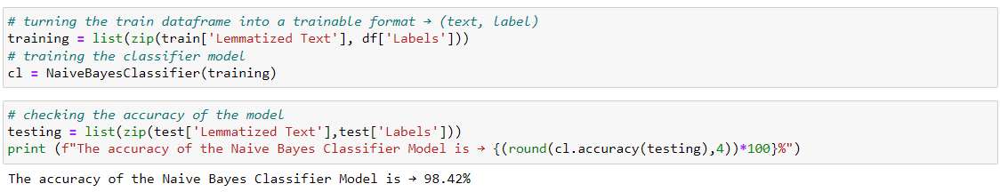 # turning the train dataframe into a trainable format → (text, label)
training = list(zip(train['Lemmatized Text'], df['Labels']))
# training the classifier model
cl = NaiveBayesClassifier(training)
# checking the accuracy of the model
testing = list(zip(test['Lemmatized Text'],test['Labels']))
print (f"The accuracy of the Naive Bayes Classifier Model is → {(round(cl.accuracy(testing),4))*100}%")
The accuracy of the Naive Bayes Classifier Model is → 98.42%